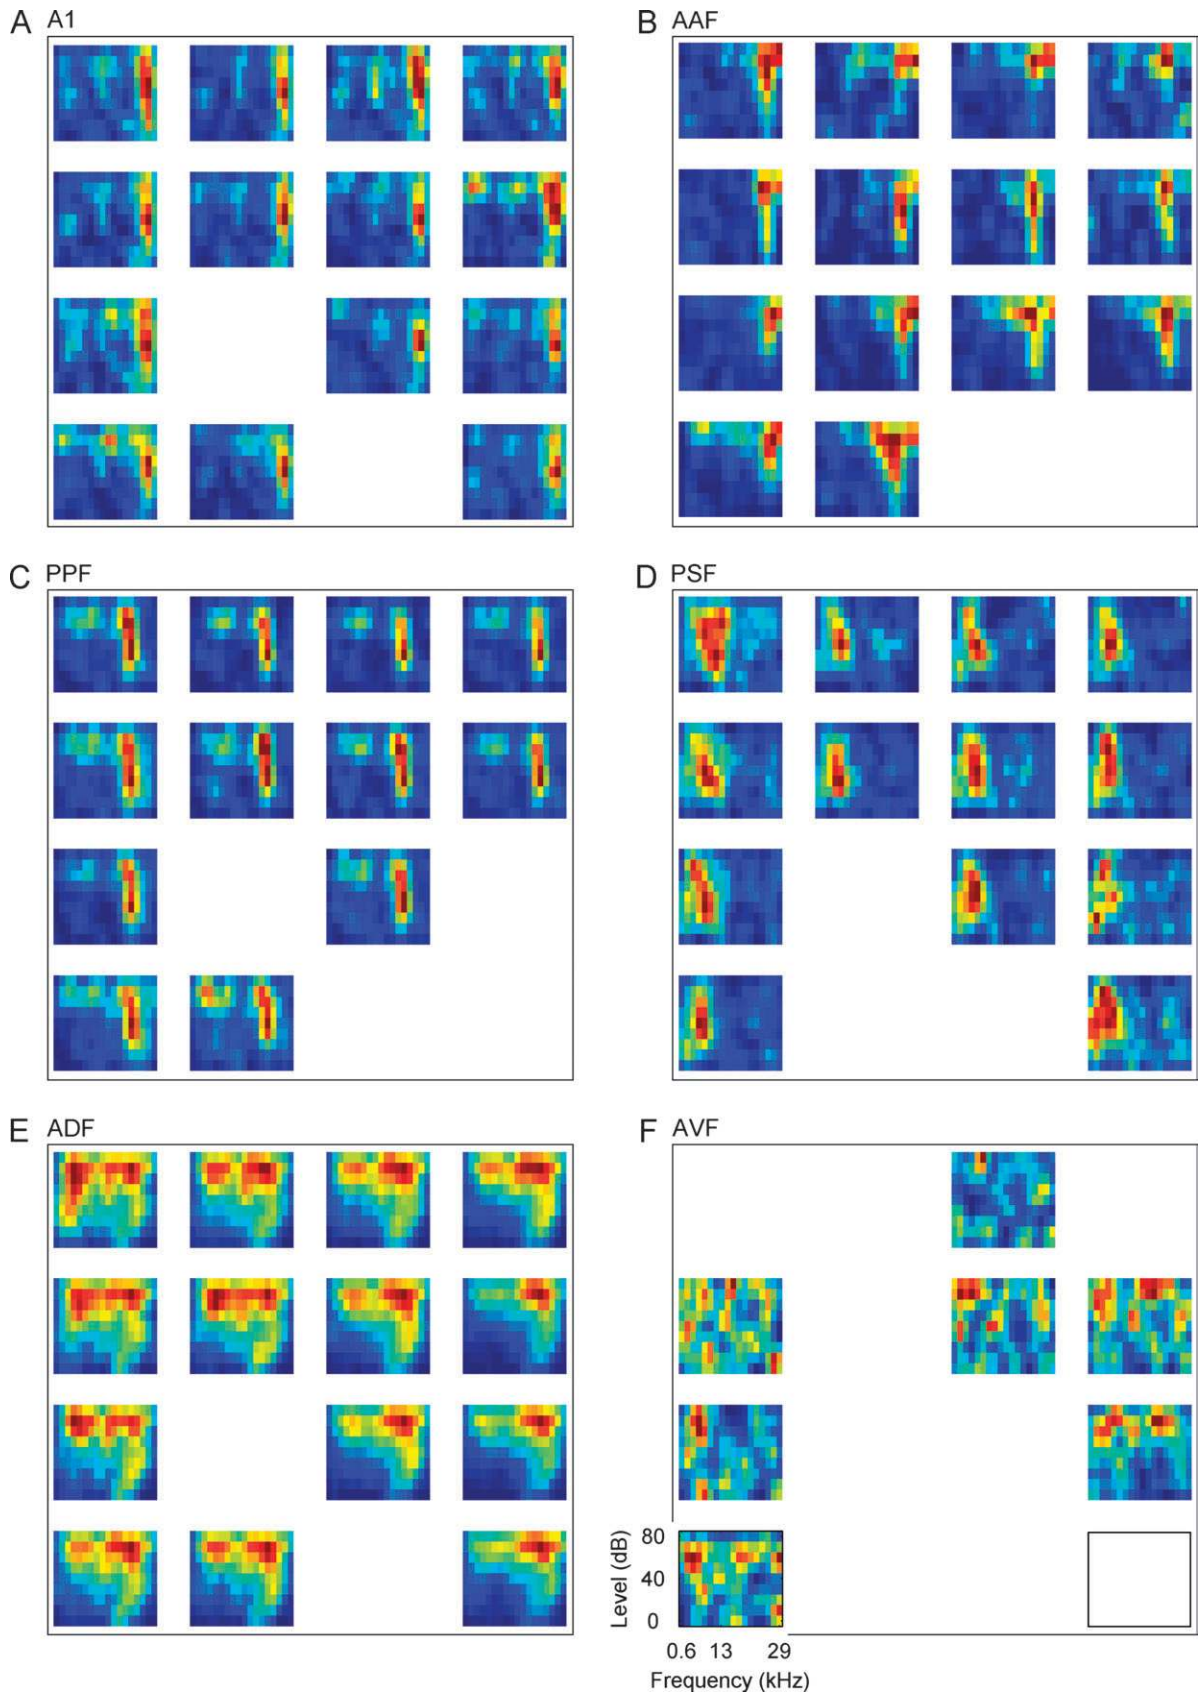 A A1
B AAF
C PPF
D PSF
E ADF
F AVF
Level (dB)
80
40
0
0.6 13 29
Frequency (kHz)